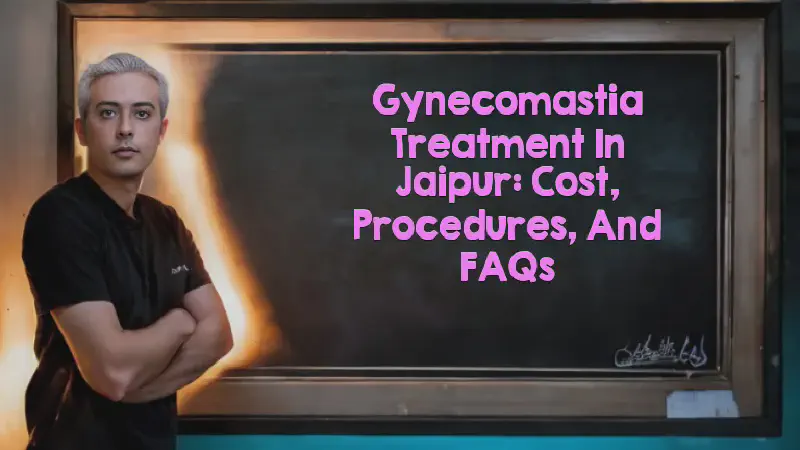 Gynecomastia
Treatment In
Jaipur: Cost,
Procedures, And
FAQs